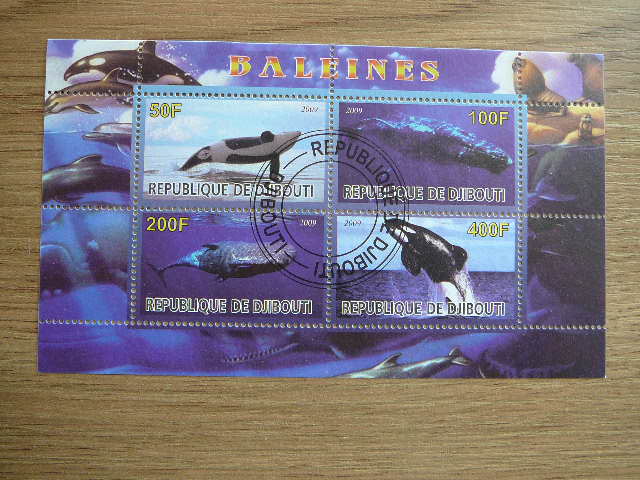 BALEINES
50F 2009
REPUBLIQUE DE DJIBOUTI
100F 2009
REPUBLIQUE DE DJIBOUTI
200F 2009
REPUBLIQUE DE DJIBOUTI
400F 2009
REPUBLIQUE DE DJIBOUTI
REPUBLIQUE DE DJIBOUTI
DJIBOUTI